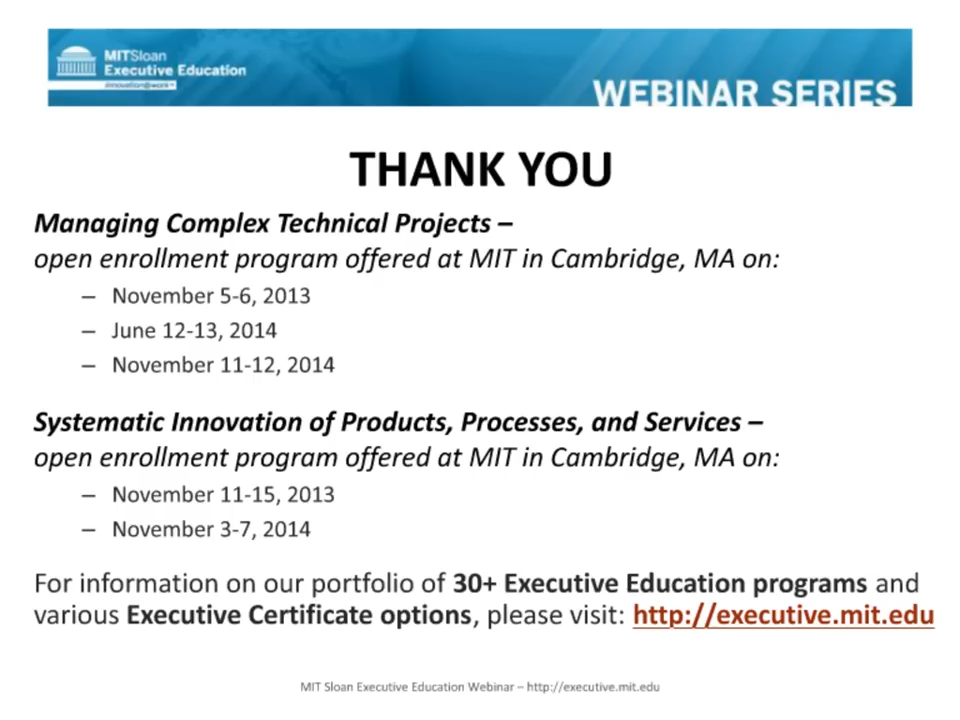 MITSloan
Executive Education
innovation@work™
WEBINAR SERIES
THANK YOU
Managing Complex Technical Projects –
open enrollment program offered at MIT in Cambridge, MA on:
– November 5-6, 2013
– June 12-13, 2014
– November 11-12, 2014
Systematic Innovation of Products, Processes, and Services –
open enrollment program offered at MIT in Cambridge, MA on:
– November 11-15, 2013
– November 3-7, 2014
For information on our portfolio of 30+ Executive Education programs and
various Executive Certificate options, please visit: http://executive.mit.edu
MIT Sloan Executive Education Webinar – http://executive.mit.edu